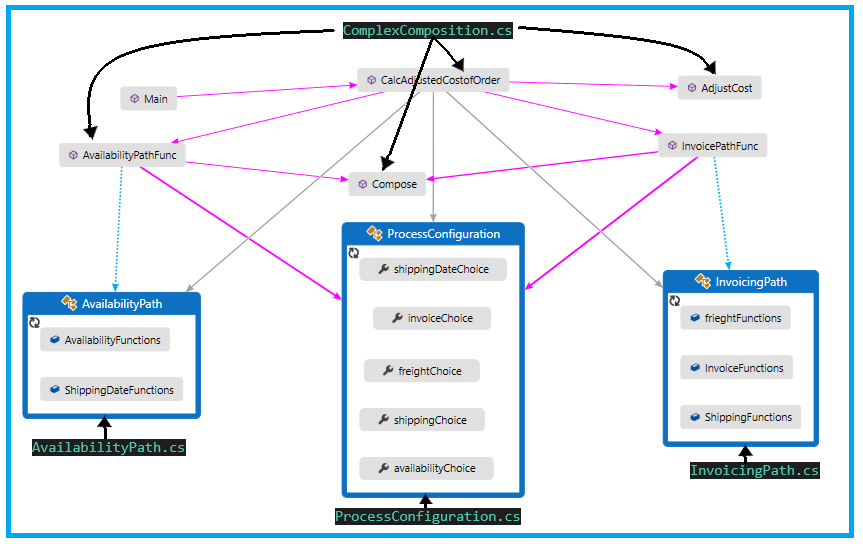 ComplexComposition.cs
CalcAdjustedCostofOrder
Main
AdjustCost
AvailabilityPathFunc
InvoicePathFunc
Compose
ProcessConfiguration
shippingDateChoice
invoiceChoice
freightChoice
shippingChoice
availabilityChoice
ProcessConfiguration.cs
AvailabilityPath
AvailabilityFunctions
ShippingDateFunctions
AvailabilityPath.cs
InvoicingPath
frieghtFunctions
InvoiceFunctions
ShippingFunctions
InvoicingPath.cs